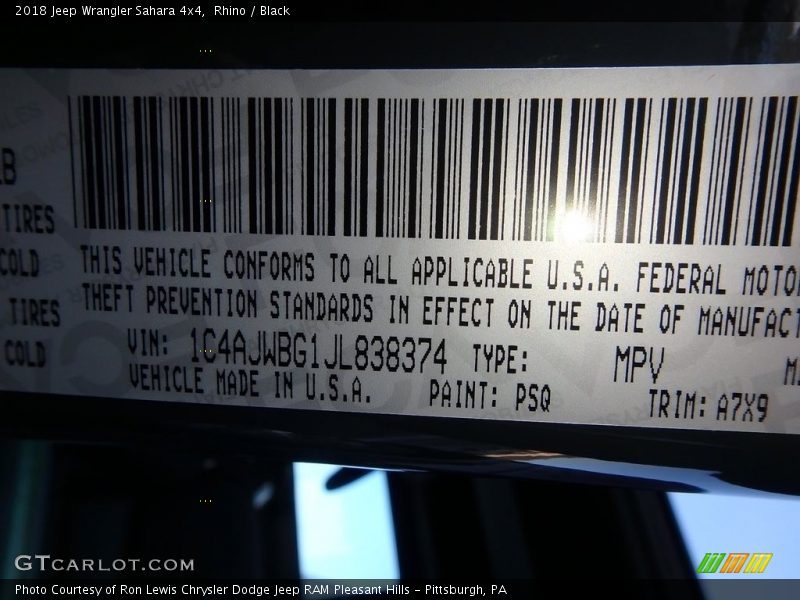 2018 Jeep Wrangler Sahara 4x4, Rhino / Black
TIRES
COLD
TIRES
COLD
THIS VEHICLE CONFORMS TO ALL APPLICABLE U.S.A. FEDERAL MOTO
THEFT PREVENTION STANDARDS IN EFFECT ON THE DATE OF MANUFACT
VIN: 1C4AJWBG1JL838374 TYPE: MPV
VEHICLE MADE IN U.S.A. PAINT: PSQ TRIM: A7X9
GTCARLOT.COM
Photo Courtesy of Ron Lewis Chrysler Dodge Jeep RAM Pleasant Hills - Pittsburgh, PA